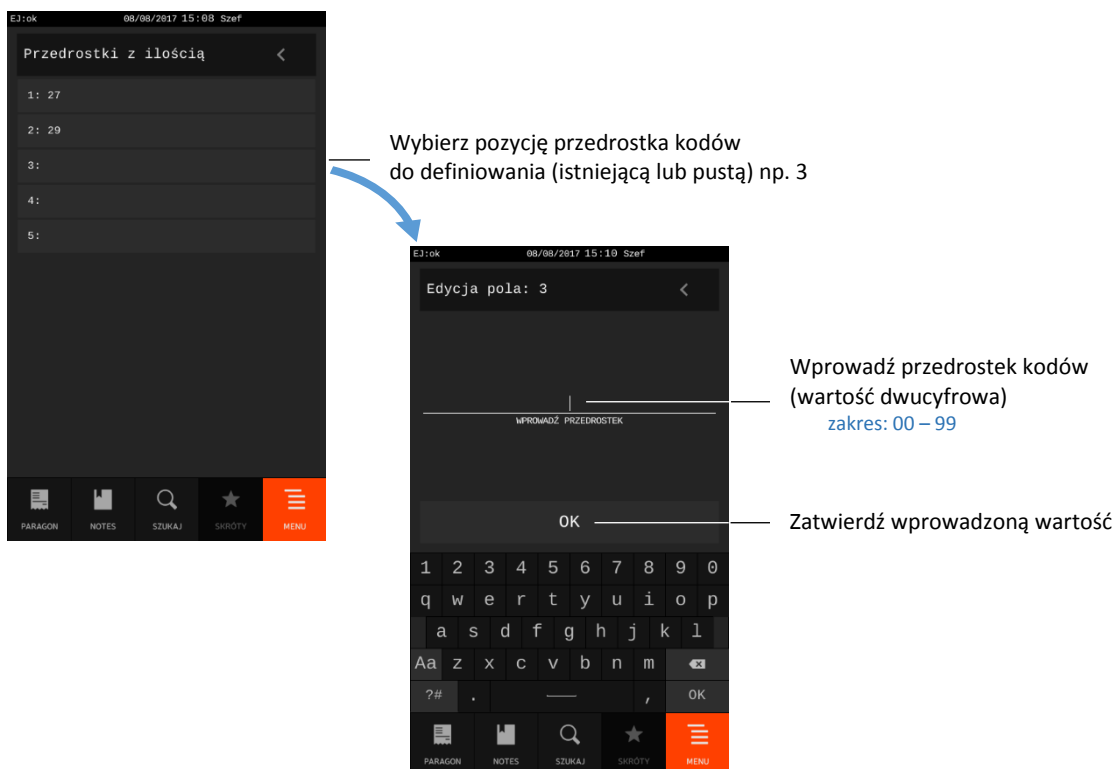 EJ:ok 08/08/2017 15:08 Szef
Przedrostki z ilością <
1: 27
2: 29
3:
4:
5:
PARAGON NOTES SZUKAJ SKRÓTY MENU
Wybierz pozycję przedrostka kodów
do definiowania (istniejącą lub pustą) np. 3
EJ:ok 08/08/2017 15:10 Szef
Edycja pola: 3 <
WPROWADŹ PRZEDROSTEK
OK
1 2 3 4 5 6 7 8 9 0
q w e r t y u i o p
a s d f g h j k l
Aa z x c v b n m
?# . , OK
PARAGON NOTES SZUKAJ SKRÓTY MENU
Wprowadź przedrostek kodów
(wartość dwucyfrowa)
zakres: 00 – 99
Zatwierdź wprowadzoną wartość